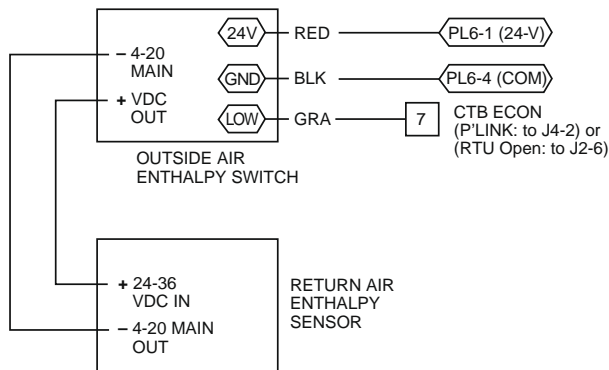 24V RED PL6-1 (24-V)
– 4-20
MAIN
GND BLK PL6-4 (COM)
+ VDC
OUT
LOW GRA 7 CTB ECON
(P'LINK: to J4-2) or
(RTU Open: to J2-6)
OUTSIDE AIR
ENTHALPY SWITCH
+ 24-36
VDC IN
– 4-20 MAIN
OUT
RETURN AIR
ENTHALPY
SENSOR